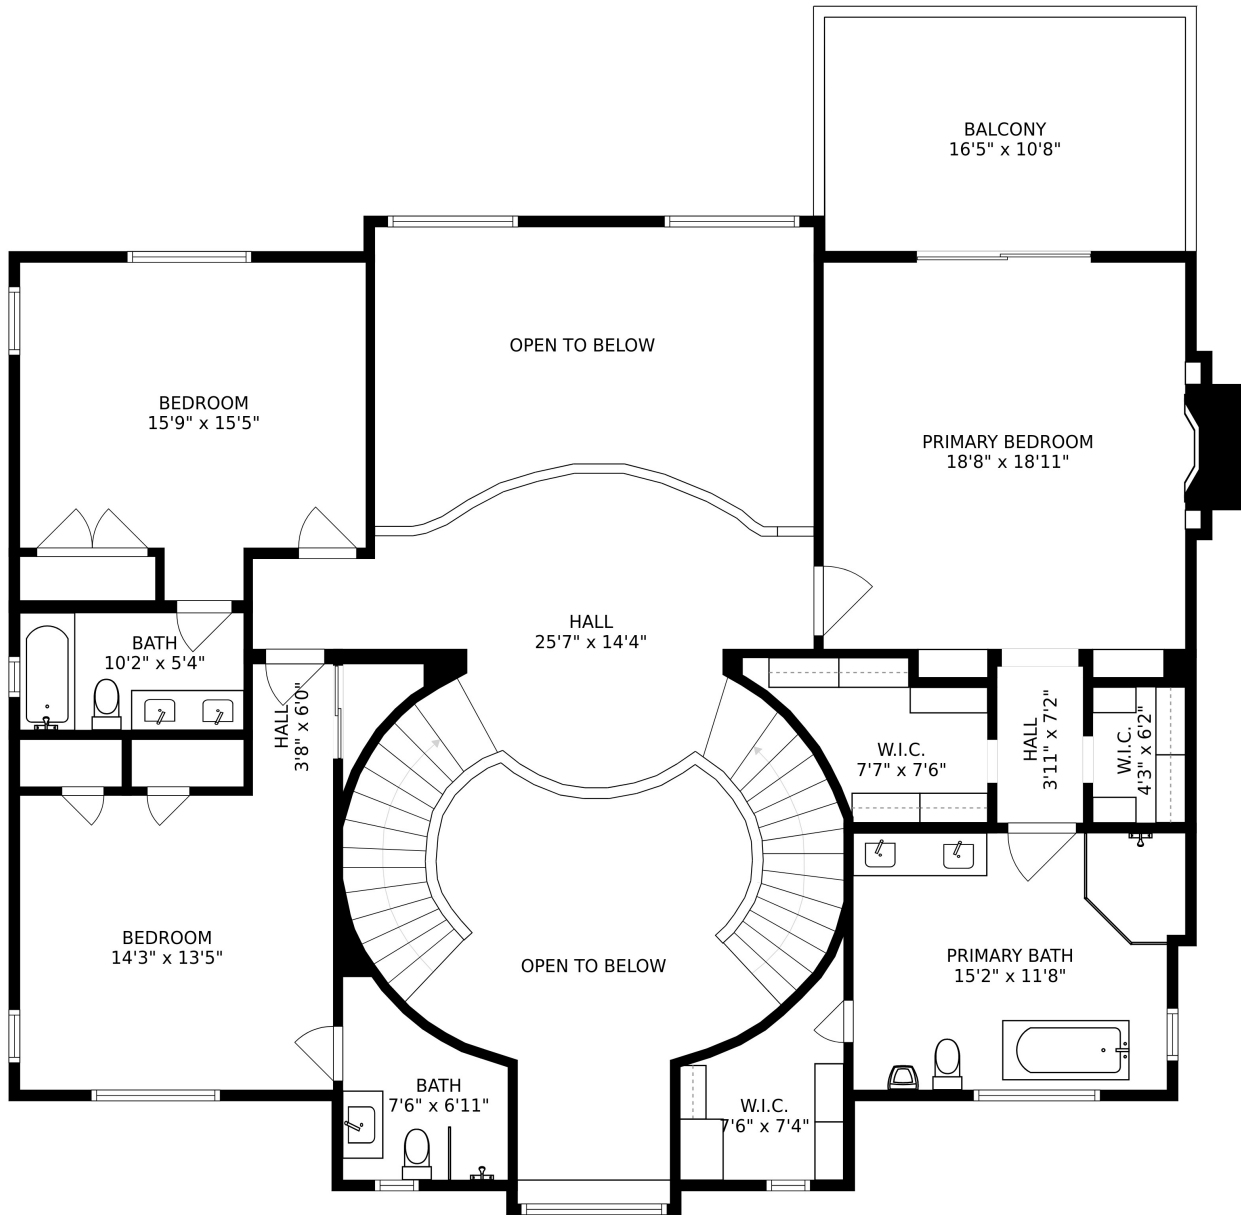 BALCONY
16'5" x 10'8"
OPEN TO BELOW
BEDROOM
15'9" x 15'5"
PRIMARY BEDROOM
18'8" x 18'11"
HALL
25'7" x 14'4"
BATH
10'2" x 5'4"
HALL
3'8" x 6'0"
W.I.C.
7'7" x 7'6"
HALL
3'11" x 7'2"
W.I.C.
4'3" x 6'2"
BEDROOM
14'3" x 13'5"
OPEN TO BELOW
PRIMARY BATH
15'2" x 11'8"
BATH
7'6" x 6'11"
W.I.C.
7'6" x 7'4"